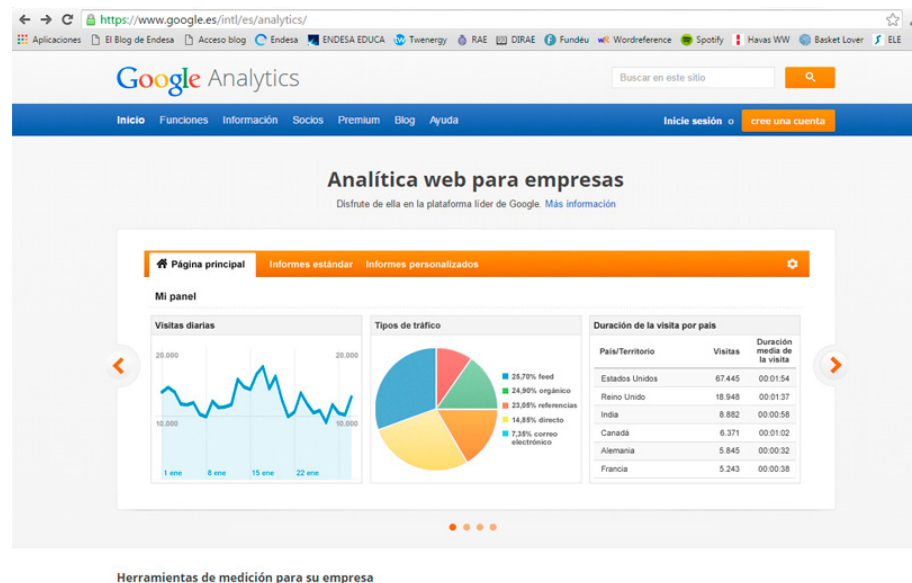 https://www.google.es/intl/es/analytics/
Aplicaciones El Blog de Endesa Acceso blog Endesa ENDESA EDUCA Twenergy RAE DIRAE Fundéu Wordreference Spotify Havas WW Basket Lover ELE
Google Analytics
Buscar en este sitio
Inicio Funciones Información Socios Premium Blog Ayuda
Inicie sesión o cree una cuenta
Analítica web para empresas
Disfrute de ella en la plataforma líder de Google. Más información
Página principal Informes estándar Informes personalizados
Mi panel
Visitas diarias
20.000 20.000
10.000 10.000
1 ene 8 ene 15 ene 22 ene
Tipos de tráfico
25,70% feed
24,90% orgánico
23,05% referencias
14,85% directo
7,35% correo
electrónico
Duración de la visita por país
País/Territorio Visitas Duración
media de
la visita
Estados Unidos 67.445 00:01:54
Reino Unido 18.948 00:01:37
India 8.882 00:00:58
Canadá 6.371 00:01:02
Alemania 5.845 00:00:32
Francia 5.243 00:00:38
Herramientas de medición para su empresa